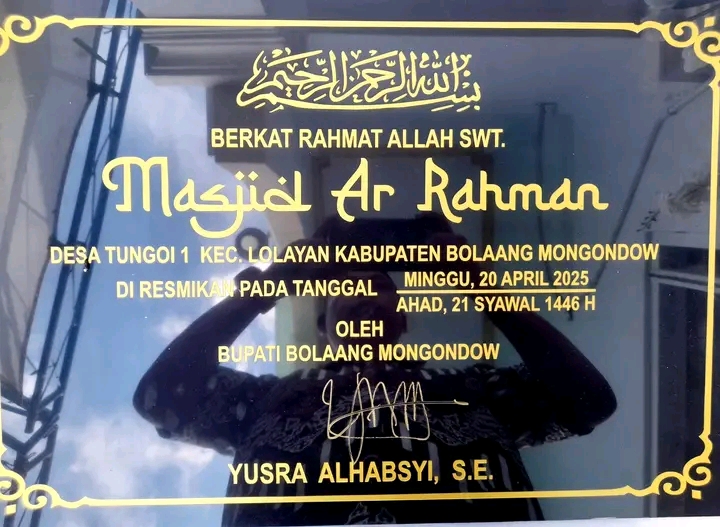 بسم الله الرحمن الرحيم
BERKAT RAHMAT ALLAH SWT.
Masjid Ar Rahman
DESA TUNGOI 1 KEC. LOLAYAN KABUPATEN BOLAANG MONGONDOW
DI RESMIKAN PADA TANGGAL MINGGU, 20 APRIL 2025
AHAD, 21 SYAWAL 1446 H
OLEH
BUPATI BOLAANG MONGONDOW
YUSRA ALHABSYI, S.E.